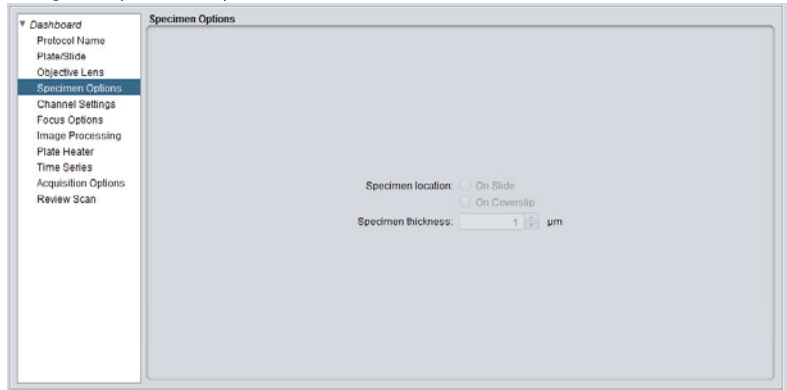 Specimen Options
Dashboard
Protocol Name
Plate/Slide
Objective Lens
Specimen Options
Channel Settings
Focus Options
Image Processing
Plate Heater
Time Series
Acquisition Options
Review Scan
Specimen location: On Slide
On Coverslip
Specimen thickness: 1 µm